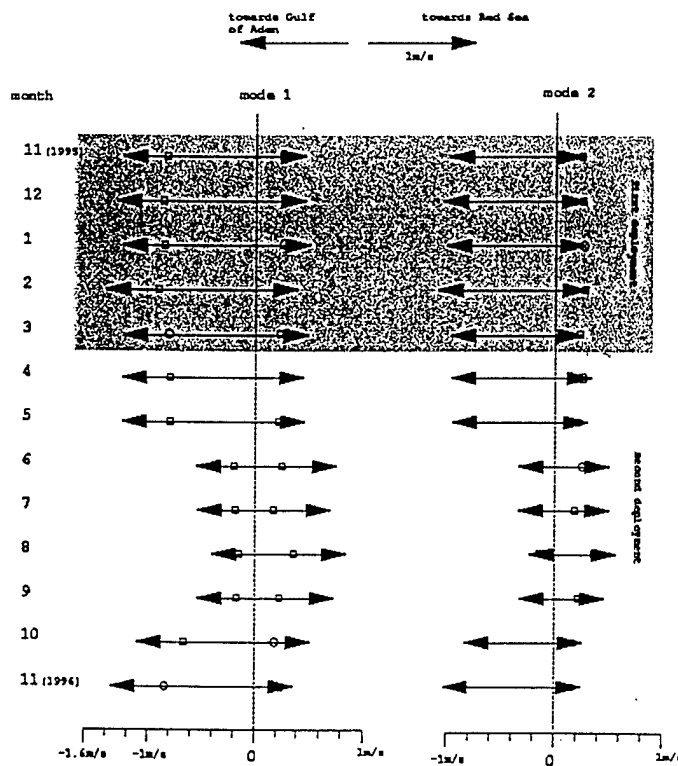 towards Gulf of Aden
towards Red Sea
1m/s
month
mode 1
mode 2
11 (1995)
12
1
2
3
4
5
6
7
8
9
10
11 (1996)
first deployment
second deployment
-1.6m/s -1m/s 0 1m/s
-1m/s 0 1m/s